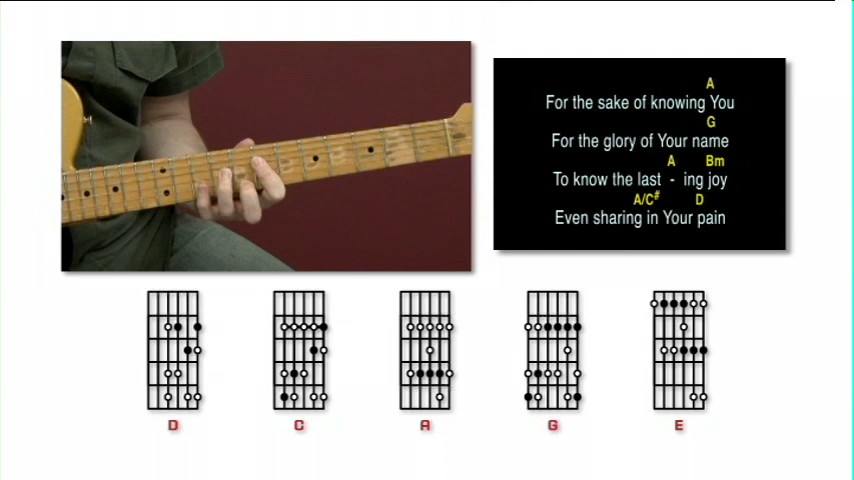 A
For the sake of knowing You
G
For the glory of Your name
A Bm
To know the last - ing joy
A/C# D
Even sharing in Your pain
D C A G E